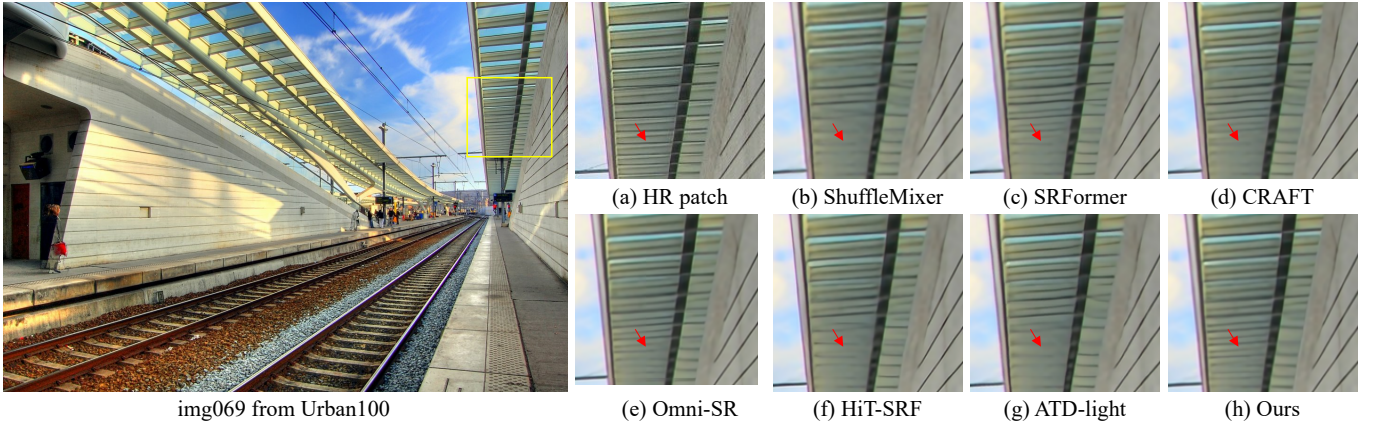 (a) HR patch
(b) ShuffleMixer
(c) SRFormer
(d) CRAFT
img069 from Urban100
(e) Omni-SR
(f) HiT-SRF
(g) ATD-light
(h) Ours